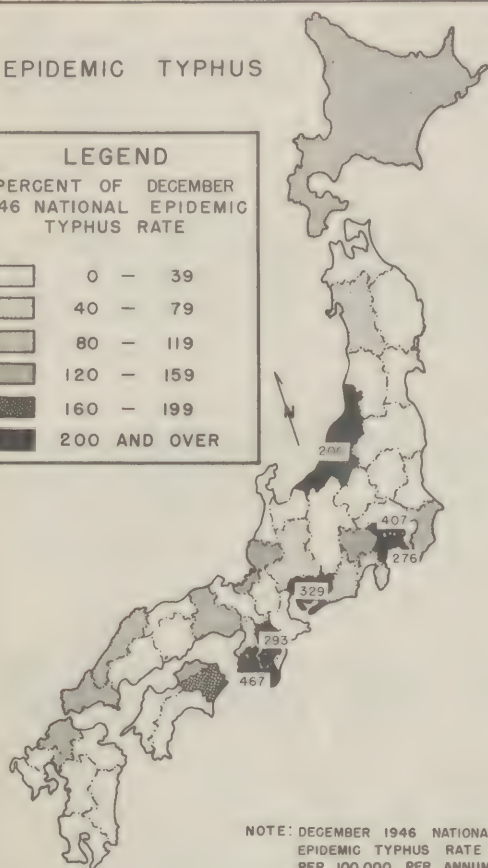 EPIDEMIC TYPHUS
LEGEND
PERCENT OF DECEMBER
46 NATIONAL EPIDEMIC
TYPHUS RATE
0 – 39
40 – 79
80 – 119
120 – 159
160 – 199
200 AND OVER
N
407
276
329
293
467
NOTE: DECEMBER 1946 NATIONA
EPIDEMIC TYPHUS RATE
PER 100,000 PER ANNUM